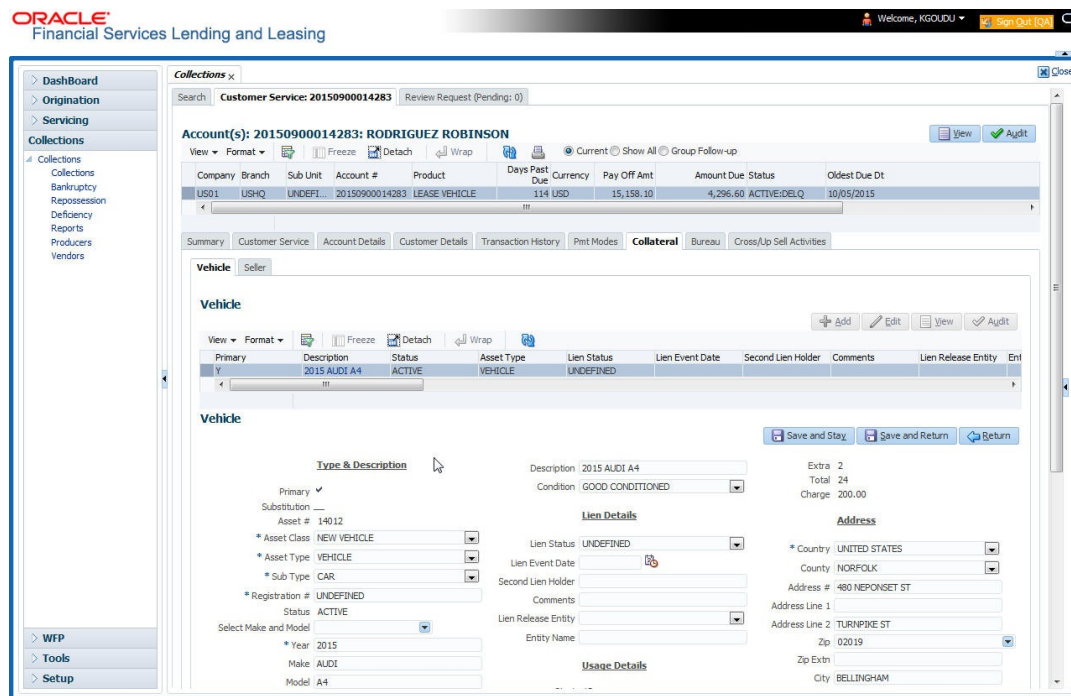 ORACLE
Financial Services Lending and Leasing
Welcome, KGOUDU
Sign Out [QA]
DashBoard
Origination
Servicing
Collections
Collections
Collections
Bankruptcy
Repossession
Deficiency
Reports
Producers
Vendors
WFP
Tools
Setup
Collections x
Close
Search Customer Service: 20150900014283 Review Request (Pending: 0)
Account(s): 20150900014283: RODRIGUEZ ROBINSON
View Audit
View Format Freeze Detach Wrap Current Show All Group Follow-up
Company Branch Sub Unit Account # Product Days Past Due Currency Pay Off Amt Amount Due Status Oldest Due Dt
US01 USHQ UNDEFI... 20150900014283 LEASE VEHICLE 114 USD 15,158.10 4,296.60 ACTIVE:DELQ 10/05/2015
Summary Customer Service Account Details Customer Details Transaction History Pmt Modes Collateral Bureau Cross/Up Sell Activities
Vehicle Seller
Vehicle
Add Edit View Audit
View Format Freeze Detach Wrap
Primary Description Status Asset Type Lien Status Lien Event Date Second Lien Holder Comments Lien Release Entity Ent
Y 2015 AUDI A4 ACTIVE VEHICLE UNDEFINED
Vehicle
Save and Stay Save and Return Return
Type & Description
Primary
Substitution
Asset # 14012
* Asset Class NEW VEHICLE
* Asset Type VEHICLE
* Sub Type CAR
* Registration # UNDEFINED
Status ACTIVE
Select Make and Model
* Year 2015
Make AUDI
Model A4
Description 2015 AUDI A4
Condition GOOD CONDITIONED
Lien Details
Lien Status UNDEFINED
Lien Event Date
Second Lien Holder
Comments
Lien Release Entity
Entity Name
Usage Details
Extra 2
Total 24
Charge 200.00
Address
* Country UNITED STATES
County NORFOLK
Address # 480 NEPONSET ST
Address Line 1
Address Line 2 TURNPIKE ST
Zip 02019
Zip Extn
City BELLINGHAM